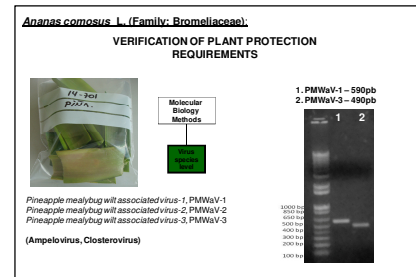 Ananas comosus L. (Family: Bromeliaceae):
VERIFICATION OF PLANT PROTECTION
REQUIREMENTS
14-701
PINA.
Molecular
Biology
Methods
Virus
species
level
Pineapple mealybug wilt associated virus-1, PMWaV-1
Pineapple mealybug wilt associated virus-2, PMWaV-2
Pineapple mealybug wilt associated virus-3, PMWaV-3
(Ampelovirus, Closterovirus)
1. PMWaV-1 – 590pb
2. PMWaV-3 – 490pb
1 2
1000 bp
850 bp
650 bp
500 bp
400 bp
300 bp
200 bp
100 bp